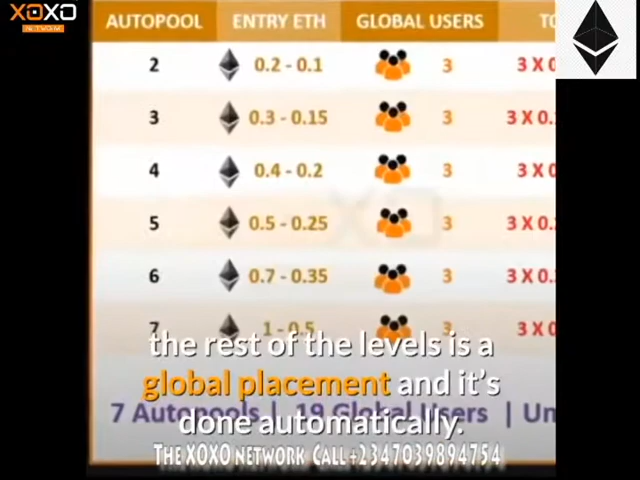 XOXO
NETWORK
AUTOPOOL ENTRY ETH GLOBAL USERS
2 0.2 - 0.1 3 3 X 0
3 0.3 - 0.15 3 3 X 0.
4 0.4 - 0.2 3 3 X 0
5 0.5 - 0.25 3 3 X 0.
6 0.7 - 0.35 3 3 X 0.
7 1 - 0.5 3 3 X 0
the rest of the levels is a
global placement and it's
7 Autopools | 19 Global Users | Un
done automatically.
THE XOXO NETWORK CALL +2347039894754